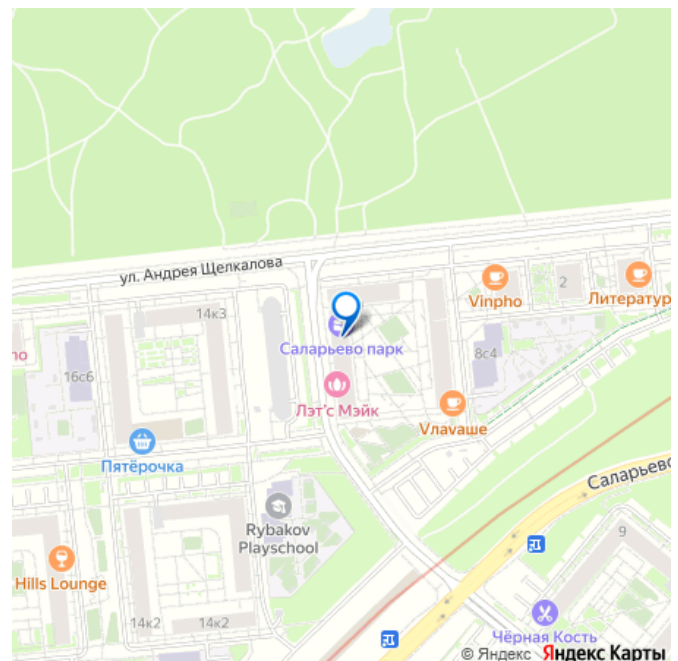 ул. Андрея Щелкалова
14к3
Vinpho
2
Литератур
Саларьево парк
8с4
по
16с6
Лэт'с Мэйк
Vлаvаше
Пятёрочка
Саларьево
Rybakov
Playschool
9
Hills Lounge
14к2
14к2
Чёрная Кость
© Яндекс Яндекс Карты